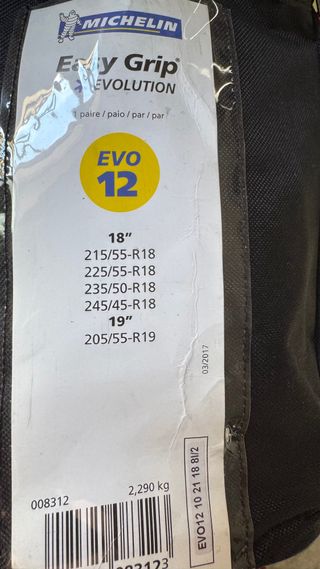 MICHELIN
Easy Grip®
EVOLUTION
1 paire / paio / par / par
EVO
12
18"
215/55-R18
225/55-R18
235/50-R18
245/45-R18
19"
205/55-R19
03/2017
EVO12 10 21 18 8I/2
008312
2,290 kg